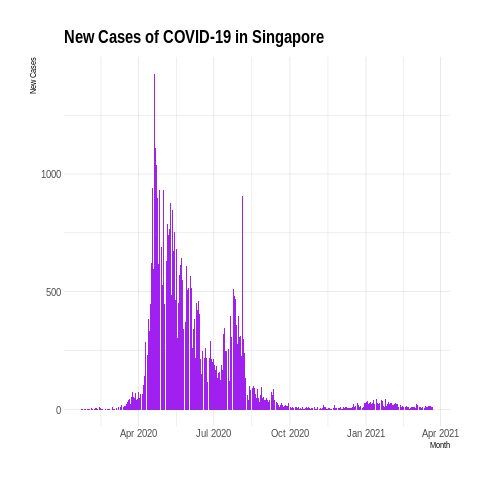 New Cases of COVID-19 in Singapore
New Cases
1000
500
0
Apr 2020
Jul 2020
Oct 2020
Jan 2021
Apr 2021
Month